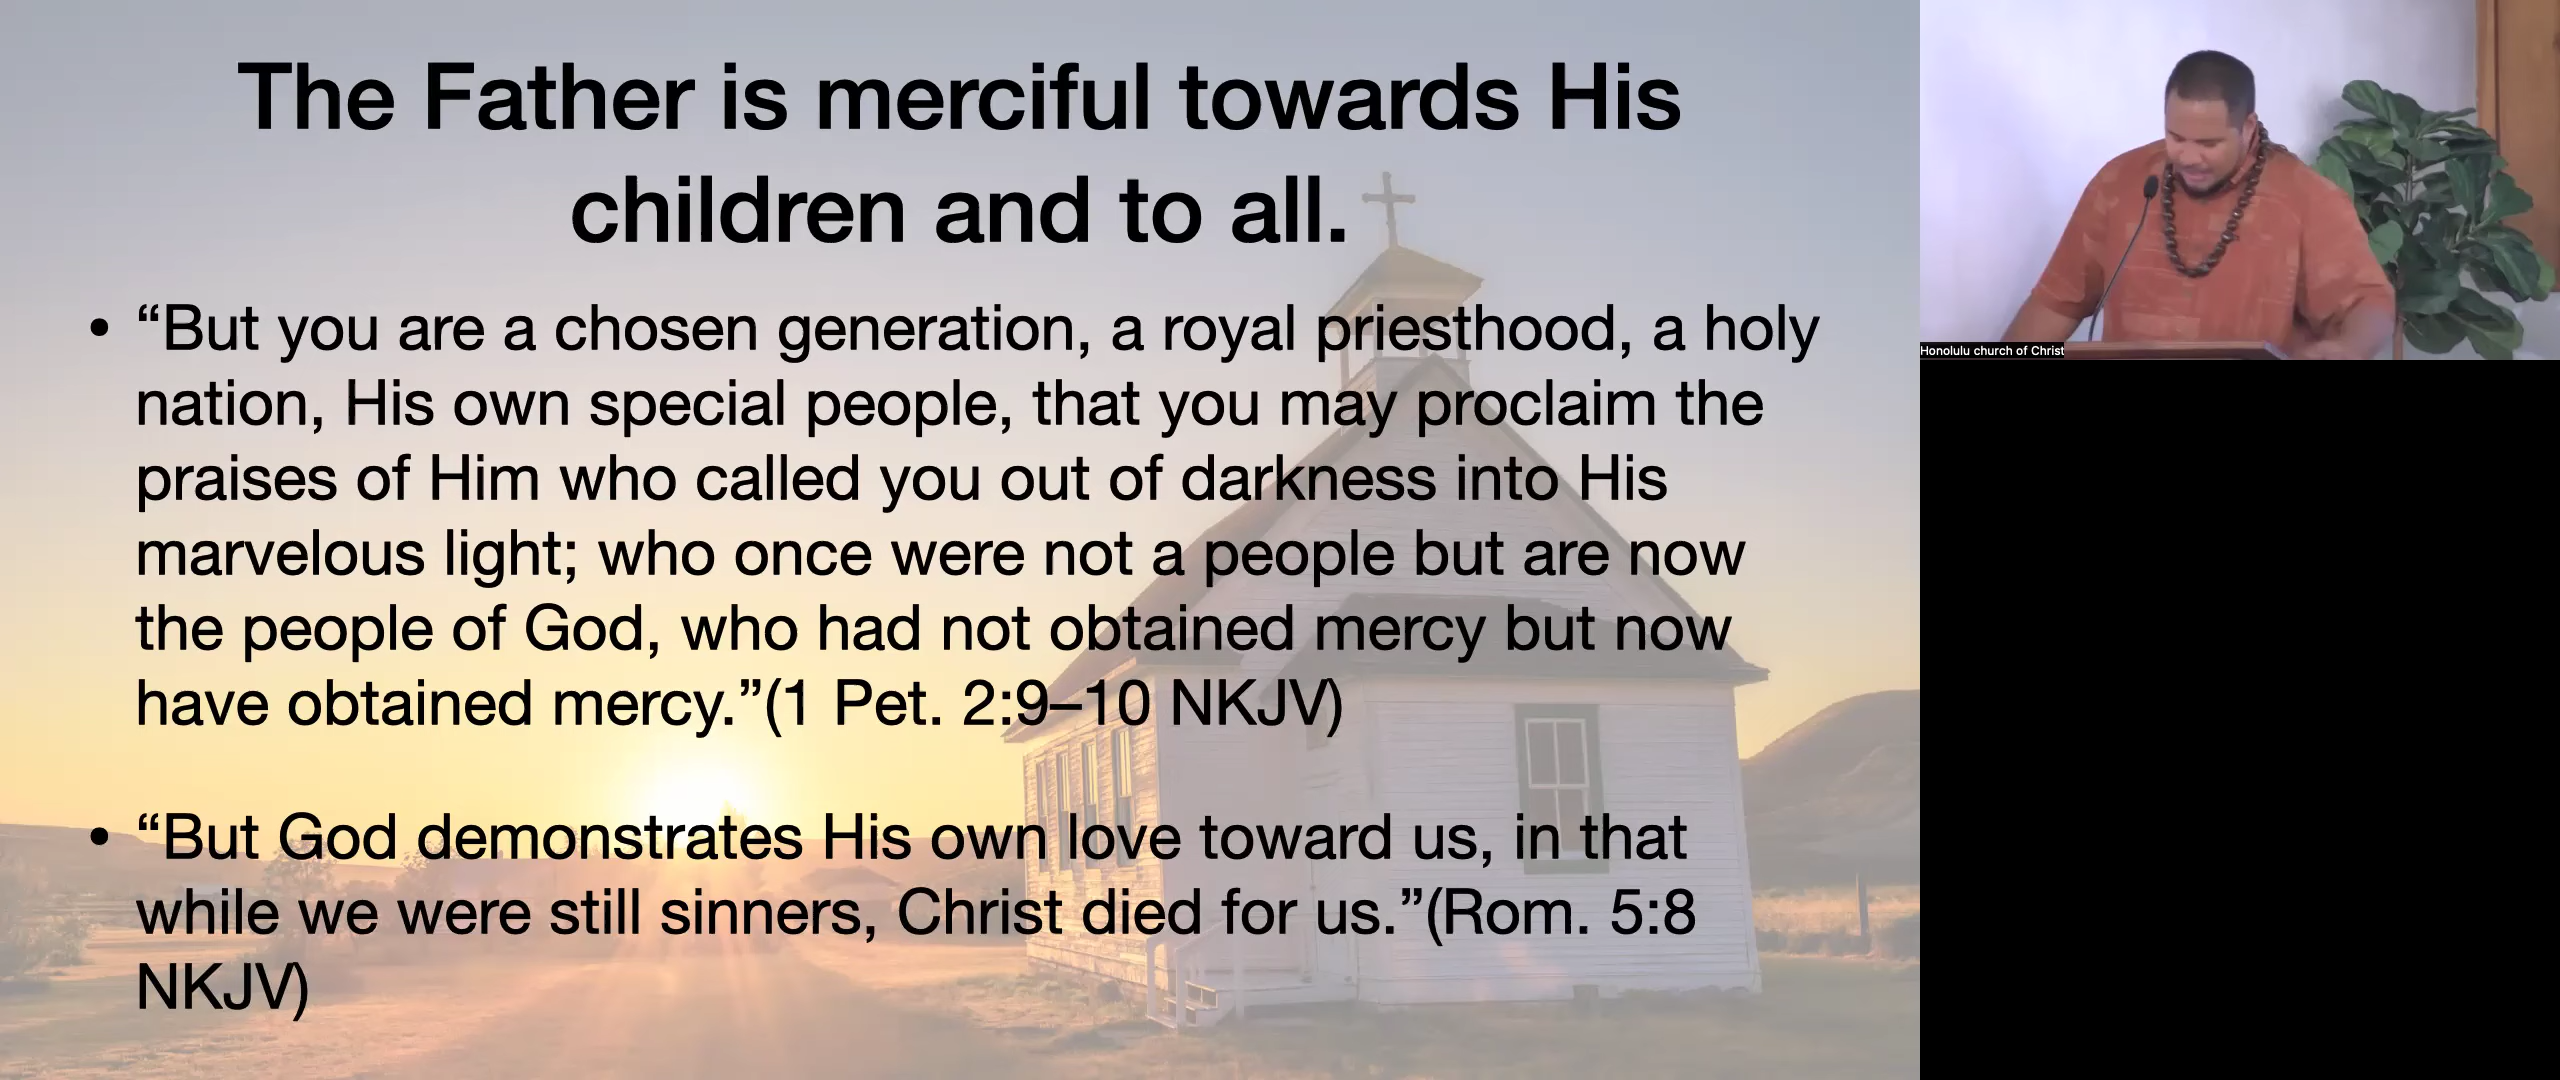 The Father is merciful towards His
children and to all.
• “But you are a chosen generation, a royal priesthood, a holy
nation, His own special people, that you may proclaim the
praises of Him who called you out of darkness into His
marvelous light; who once were not a people but are now
the people of God, who had not obtained mercy but now
have obtained mercy.”(1 Pet. 2:9–10 NKJV)
• “But God demonstrates His own love toward us, in that
while we were still sinners, Christ died for us.”(Rom. 5:8
NKJV)
Honolulu church of Christ